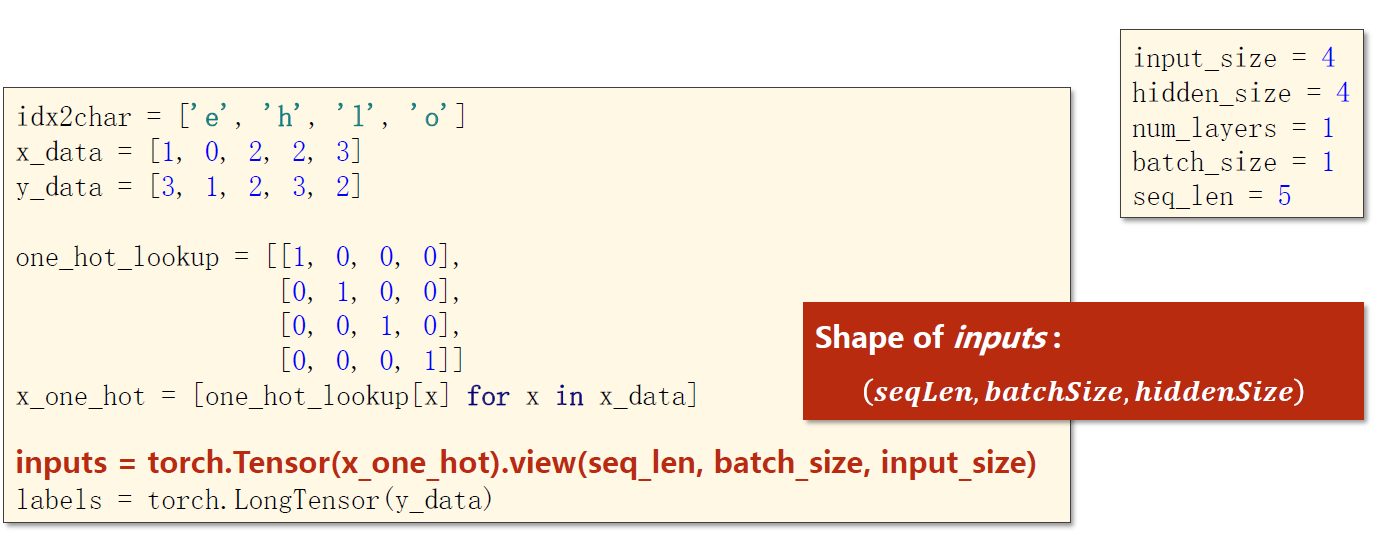 input_size = 4
hidden_size = 4
num_layers = 1
batch_size = 1
seq_len = 5
idx2char = ['e', 'h', 'l', 'o']
x_data = [1, 0, 2, 2, 3]
y_data = [3, 1, 2, 3, 2]
one_hot_lookup = [[1, 0, 0, 0],
[0, 1, 0, 0],
[0, 0, 1, 0],
[0, 0, 0, 1]]
x_one_hot = [one_hot_lookup[x] for x in x_data]
Shape of inputs:
(seqLen, batchSize, hiddenSize)
inputs = torch.Tensor(x_one_hot).view(seq_len, batch_size, input_size)
labels = torch.LongTensor(y_data)